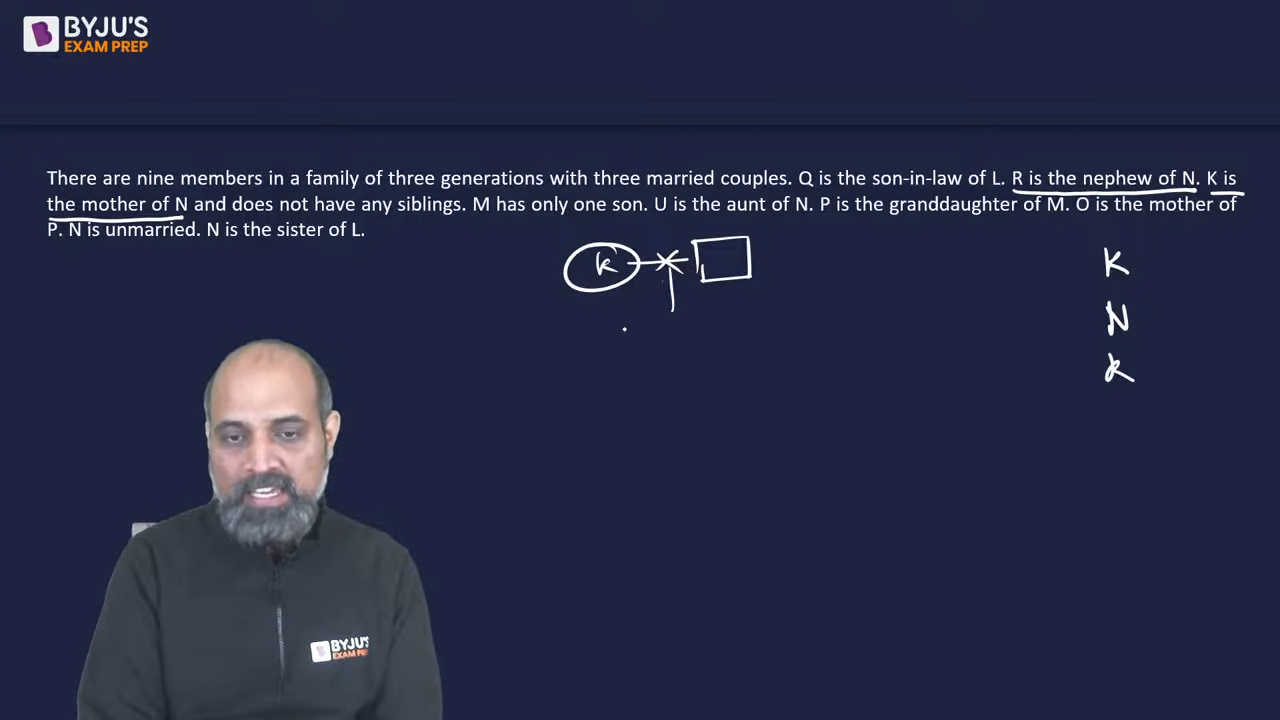 BYJU'S
EXAM PREP
There are nine members in a family of three generations with three married couples. Q is the son-in-law of L. R is the nephew of N. K is
the mother of N and does not have any siblings. M has only one son. U is the aunt of N. P is the granddaughter of M. O is the mother of
P. N is unmarried. N is the sister of L.
K
K
N
R
BYJU'S
EXAM PREP